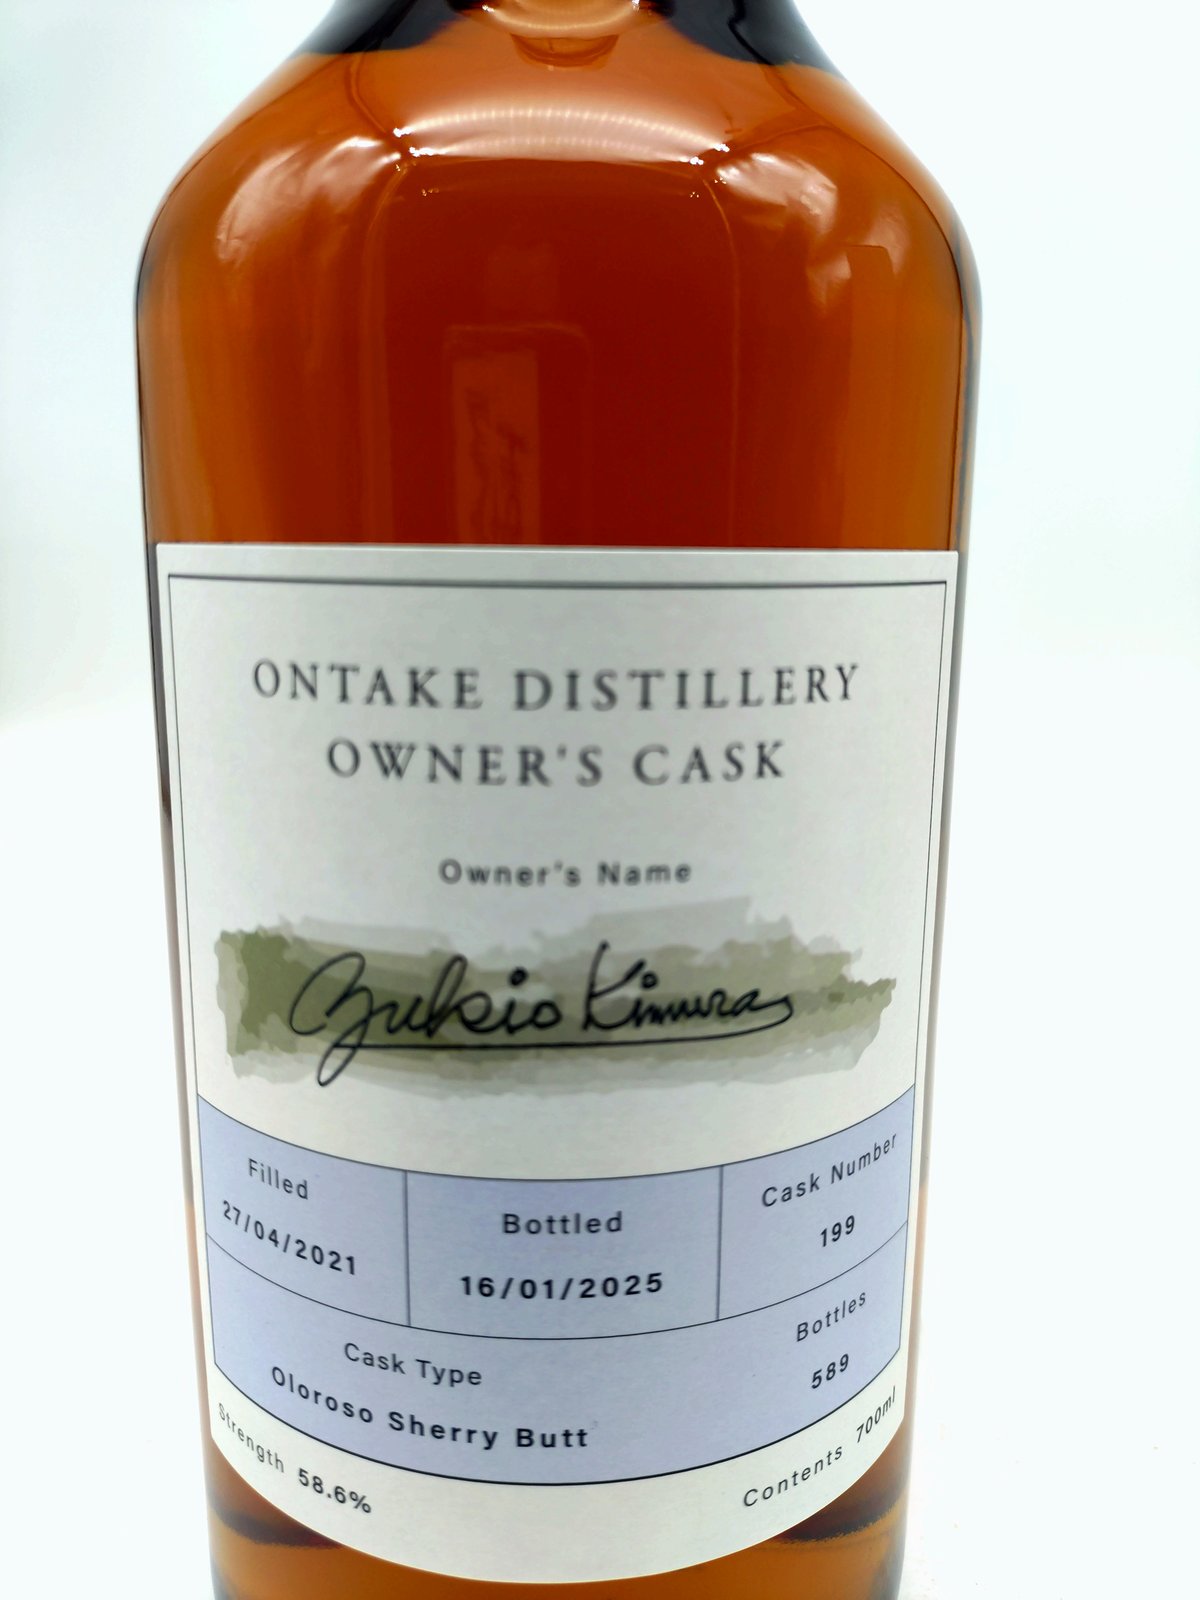 ONTAKE DISTILLERY
OWNER'S CASK
Owner's Name
Yukio Kimura
Filled
27/04/2021
Bottled
16/01/2025
Cask Number
199
Cask Type
Oloroso Sherry Butt
Bottles
589
Strength 58.6%
Contents 700ml